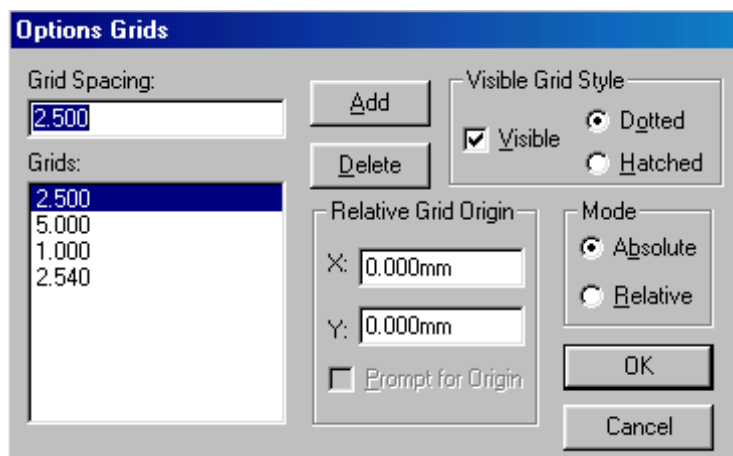 Options Grids
Grid Spacing:
2.500
Grids:
2.500
5.000
1.000
2.540
Add
Delete
Visible Grid Style
Visible
Dotted
Hatched
Relative Grid Origin
X: 0.000mm
Y: 0.000mm
Prompt for Origin
Mode
Absolute
Relative
OK
Cancel